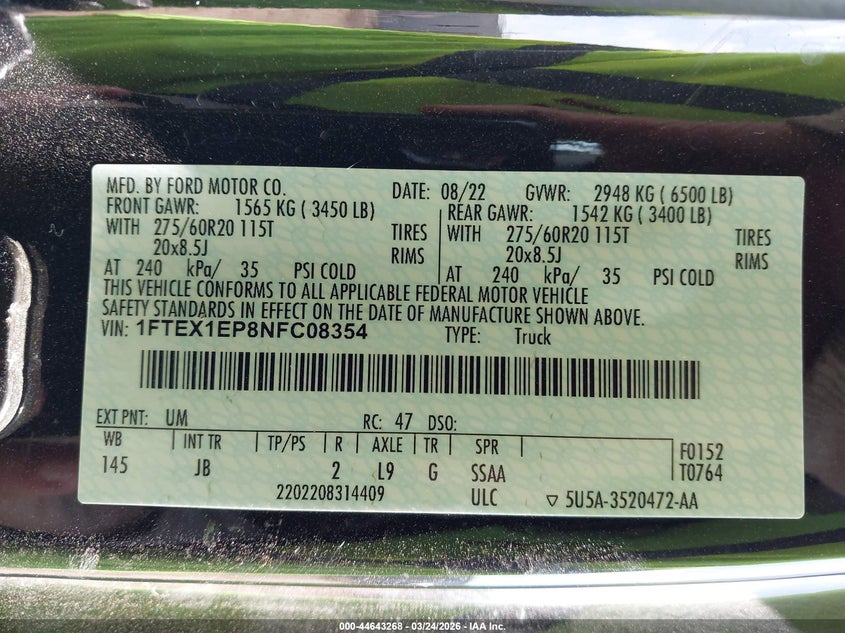 MFD. BY FORD MOTOR CO. DATE: 08/22 GVWR: 2948 KG ( 6500 LB)
FRONT GAWR: 1565 KG ( 3450 LB) REAR GAWR: 1542 KG ( 3400 LB)
WITH 275/60R20 115T TIRES WITH 275/60R20 115T TIRES
20x8.5J RIMS 20x8.5J RIMS
AT 240 kPa/ 35 PSI COLD AT 240 kPa/ 35 PSI COLD
THIS VEHICLE CONFORMS TO ALL APPLICABLE FEDERAL MOTOR VEHICLE
SAFETY STANDARDS IN EFFECT ON THE DATE OF MANUFACTURE SHOWN ABOVE.
VIN: 1FTEX1EP8NFC08354 TYPE: Truck
EXT PNT: UM RC: 47 DSO:
WB INT TR TP/PS R AXLE TR SPR F0152
145 JB 2 L9 G SSAA T0764
2202208314409 ULC ▽ 5U5A-3520472-AA
000-44643268 - 03/24/2026 - IAA Inc.